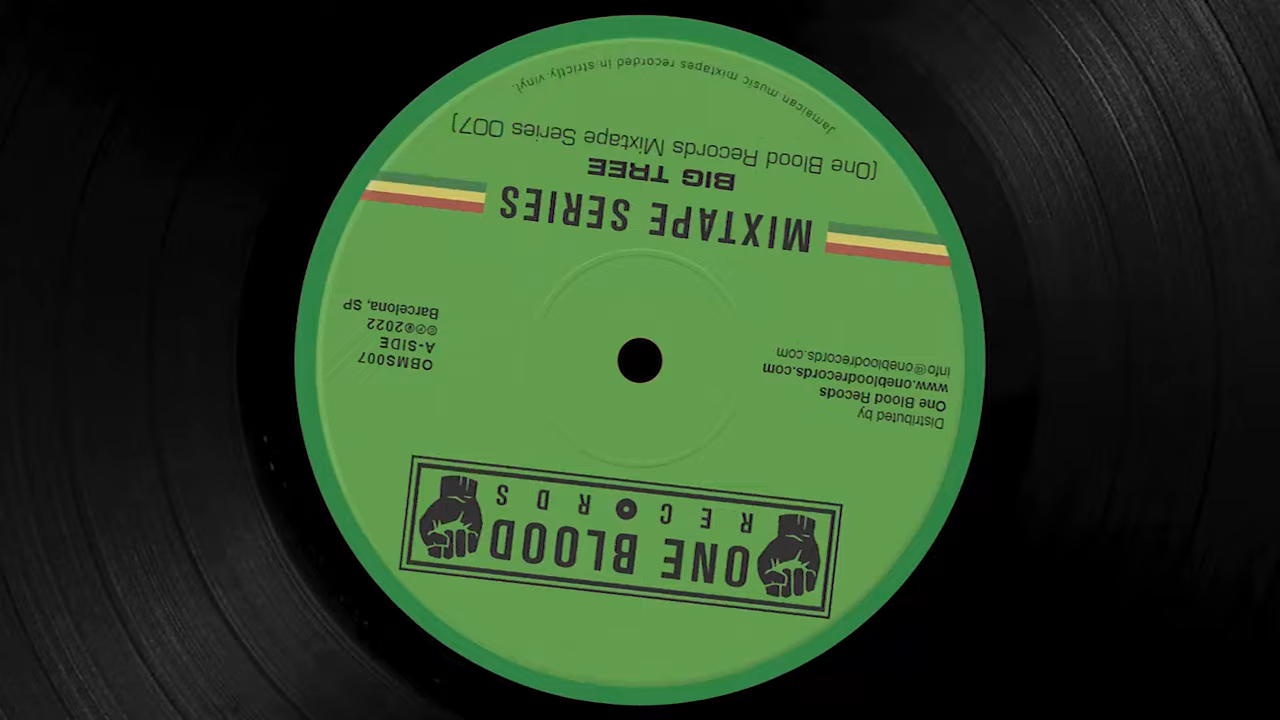 ONE BLOOD
RECORDS
Distributed by
One Blood Recods
www.onebloodrecords.com
info@onebloodrecords.com
OBMS007
A-SIDE
2022
Barcelona, SP
MIXTAPE SERIES
BIG TREE
(One Blood Records Mixtape Series 007)
Jamaican music mixtapes recorded in strictly vinyl.